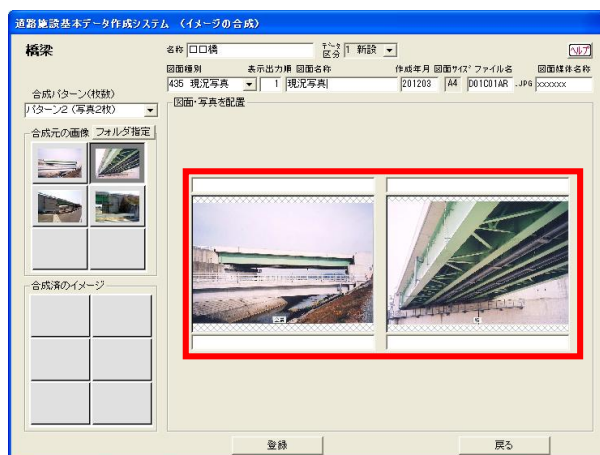 道路施設基本データ作成システム （イメージの合成）
橋梁
名称 口口橋 データ区分 1 新設 ヘルプ
図面種別 表示出力順 図面名称 作成年月 図面サイズ ファイル名 図面媒体名称
435 現況写真 1 現況写真 201203 A4 D01C01AR .JPG xxxxxx
合成パターン(枚数)
パターン2 (写真2枚)
図面・写真を配置
合成元の画像 フォルダ指定
合成済のイメージ
登録 戻る